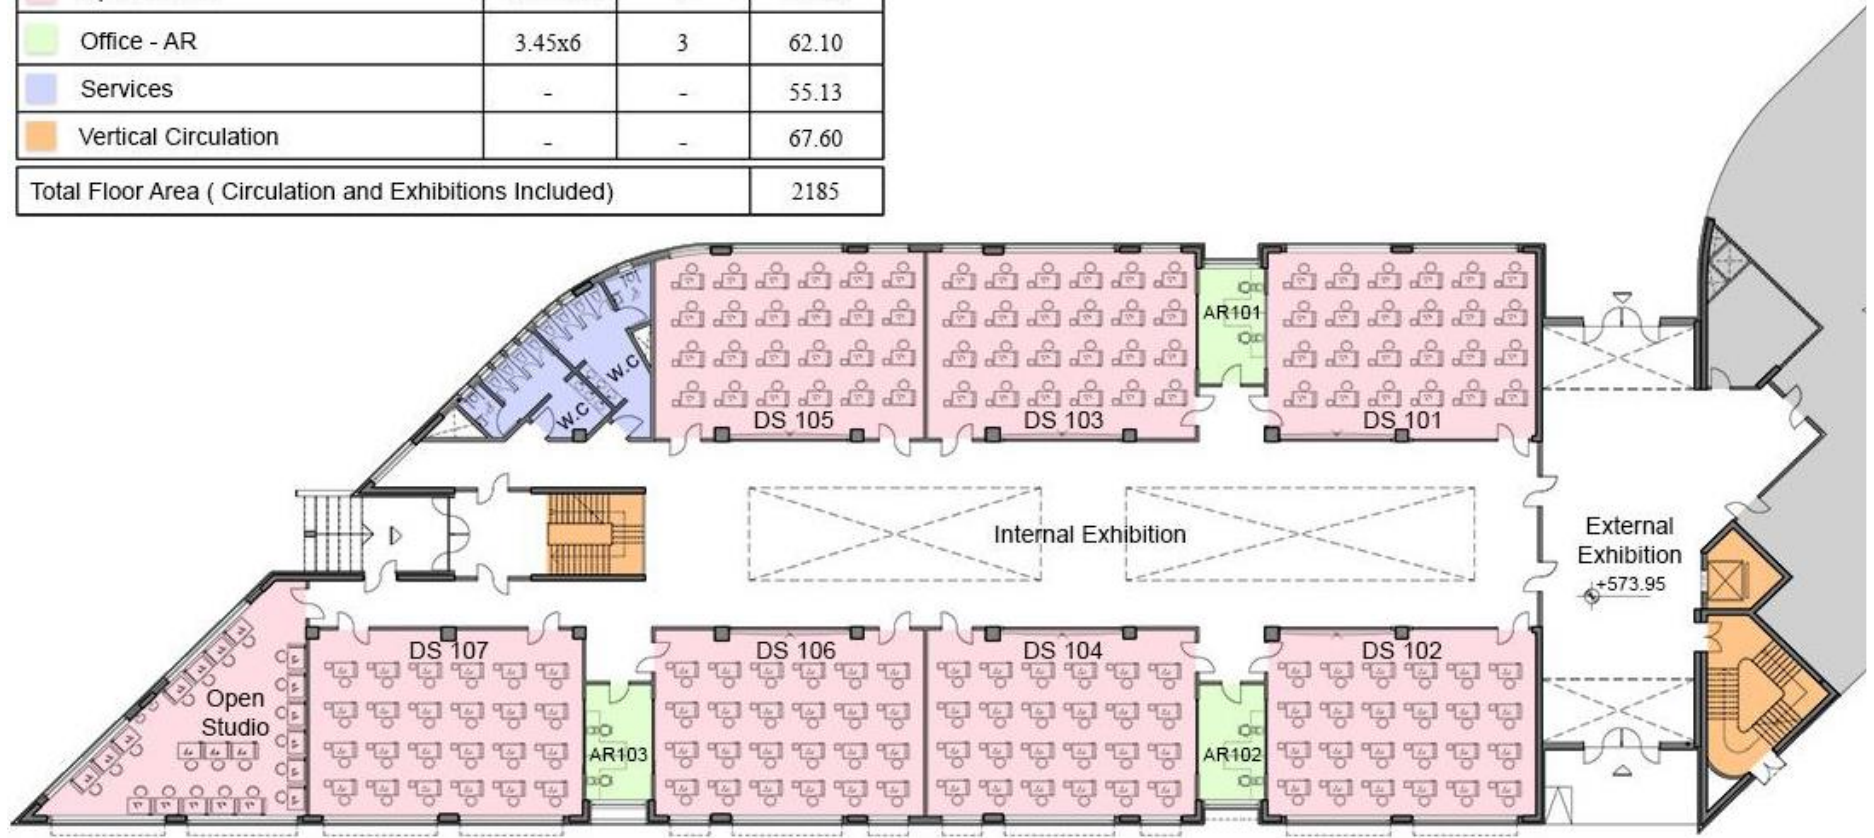 Office - AR 3.45x6 3 62.10
Services - - 55.13
Vertical Circulation - - 67.60
Total Floor Area ( Circulation and Exhibitions Included) 2185
AR101
W.C
W.C
DS 105
DS 103
DS 101
Internal Exhibition
External
Exhibition
+573.95
DS 107
DS 106
DS 104
DS 102
Open
Studio
AR103
AR102